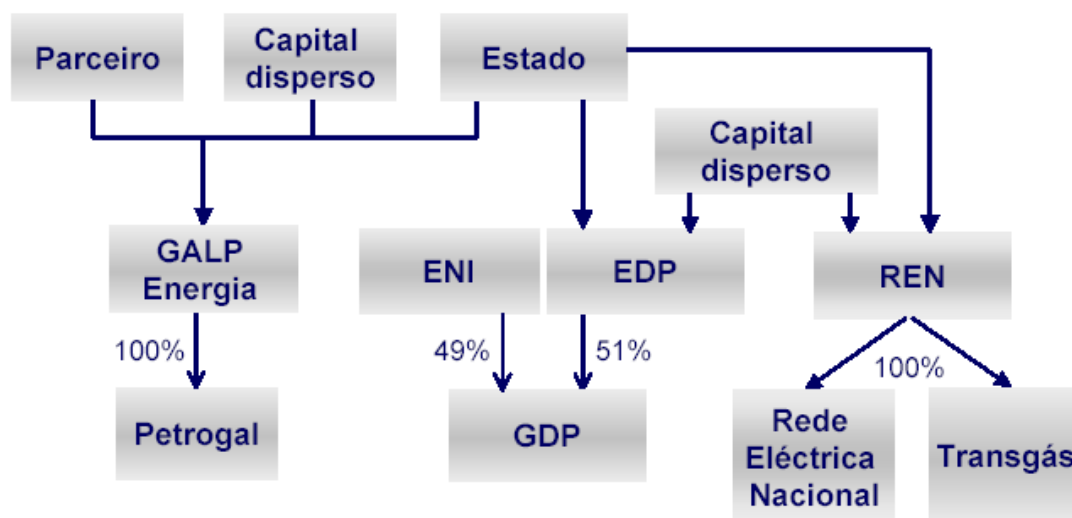 Parceiro
Capital
disperso
Estado
Capital
disperso
GALP
Energia
ENI
EDP
REN
100%
49%
51%
100%
Petrogal
GDP
Rede
Eléctrica
Nacional
Transgás